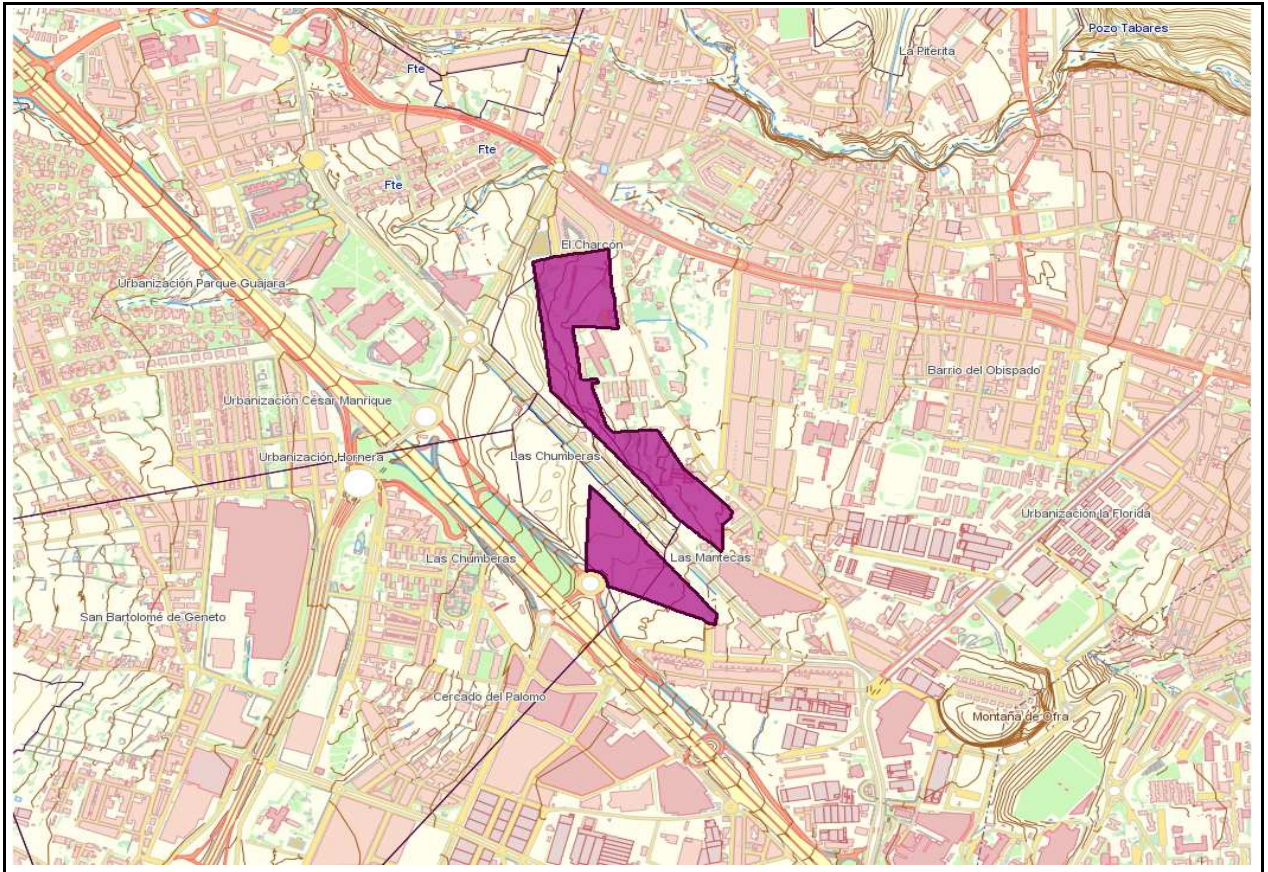 Pozo Tabares
La Piterita
Fte
Fte
Fte
El Charcón
Urbanización Parque Guajara
Barrio del Obispado
Urbanización César Manrique
Las Chumberas
Urbanización Hornera
Urbanización la Florida
Las Chumberas
Las Mantecas
San Bartolomé de Geneto
Cercado del Palomo
Montaña de Ofra